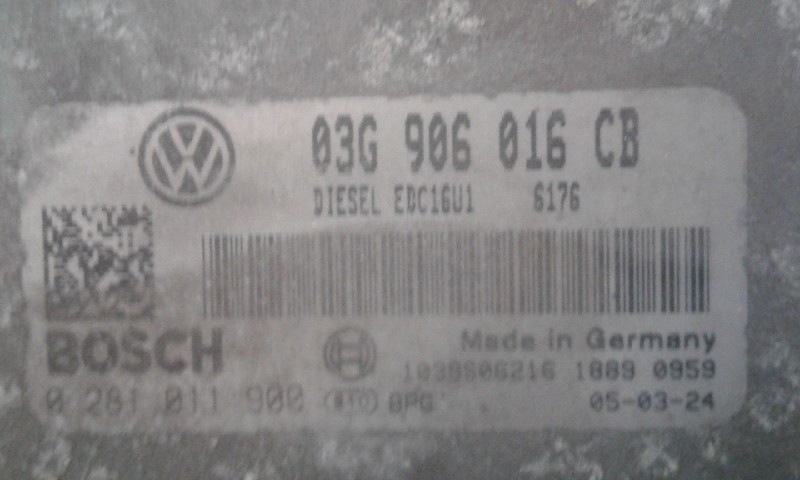 03G 906 016 CB
DIESEL EDC16U1 6176
BOSCH
Made in Germany
1039S06216 1889 0959
0 281 011 900 BPG 05-03-24